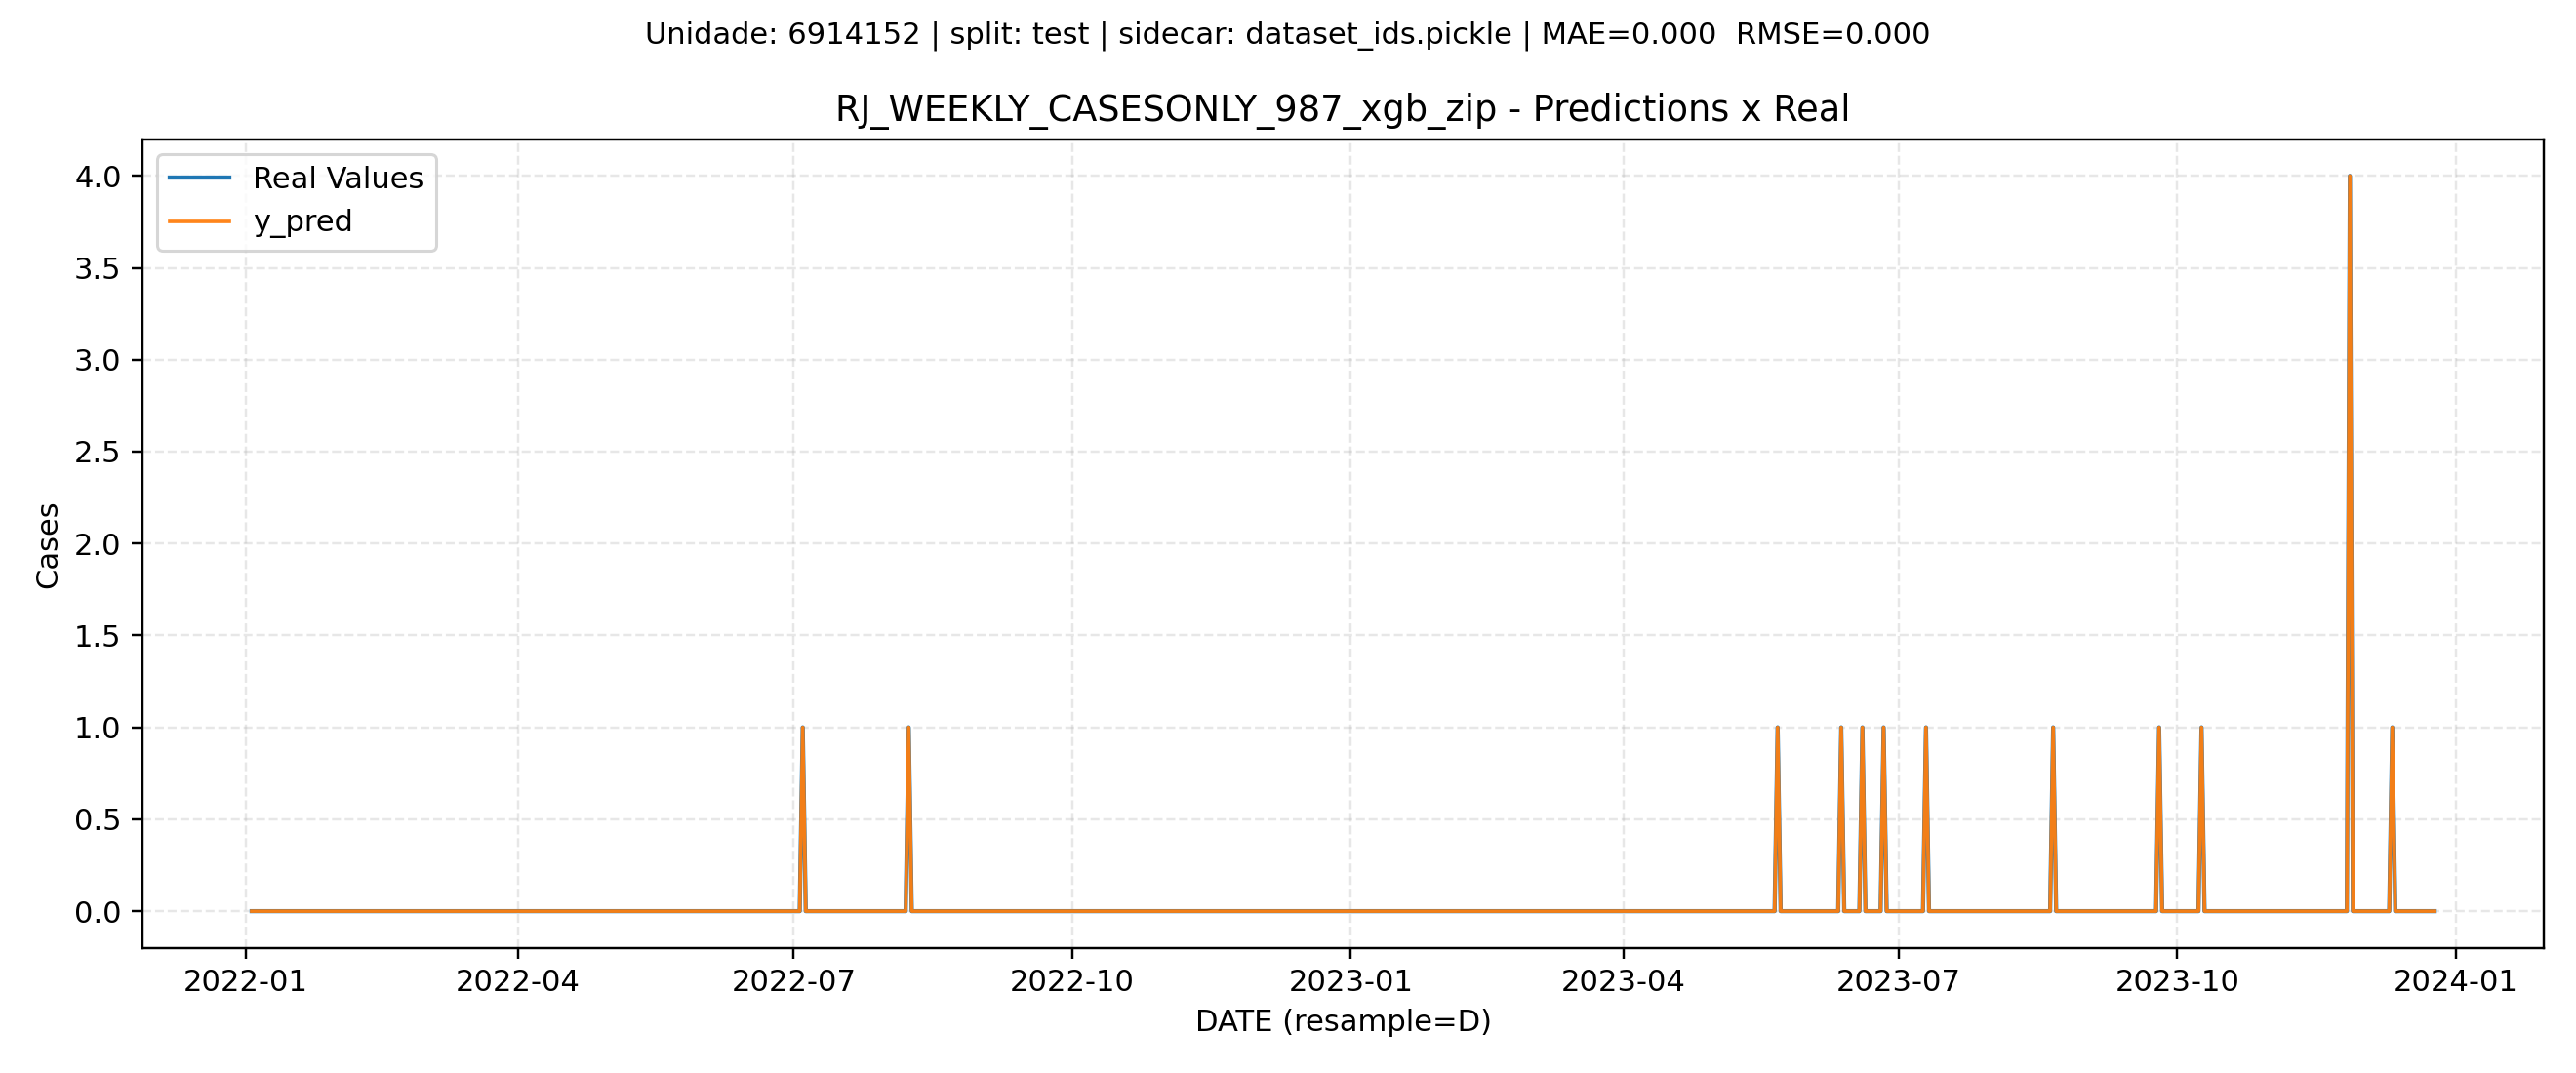 Unidade: 6914152 | split: test | sidecar: dataset_ids.pickle | MAE=0.000  RMSE=0.000
RJ_WEEKLY_CASESONLY_987_xgb_zip - Predictions x Real
Real Values
y_pred
4.0
3.5
3.0
2.5
2.0
1.5
1.0
0.5
0.0
Cases
2022-01 2022-04 2022-07 2022-10 2023-01 2023-04 2023-07 2023-10 2024-01
DATE (resample=D)